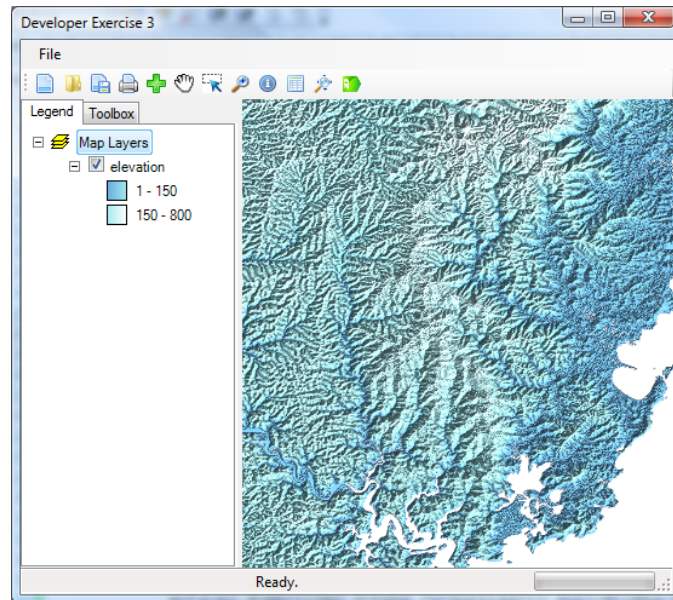 Developer Exercise 3
File
Legend Toolbox
Map Layers
elevation
1 - 150
150 - 800
Ready.